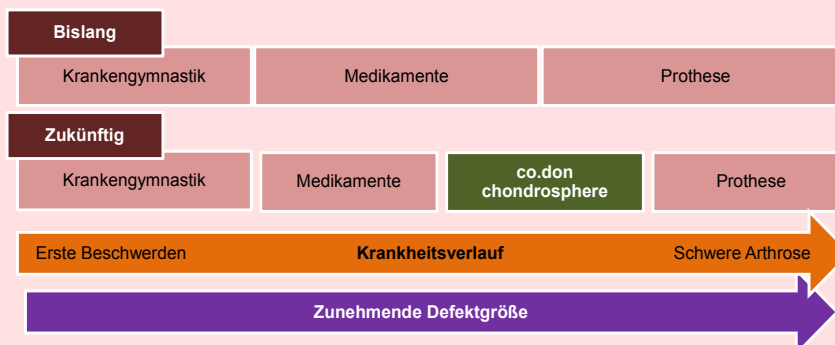 Bislang
Krankengymnastik Medikamente Prothese
Zukünftig
Krankengymnastik Medikamente co.don
chondrosphere Prothese
Erste Beschwerden Krankheitsverlauf Schwere Arthrose
Zunehmende Defektgröße